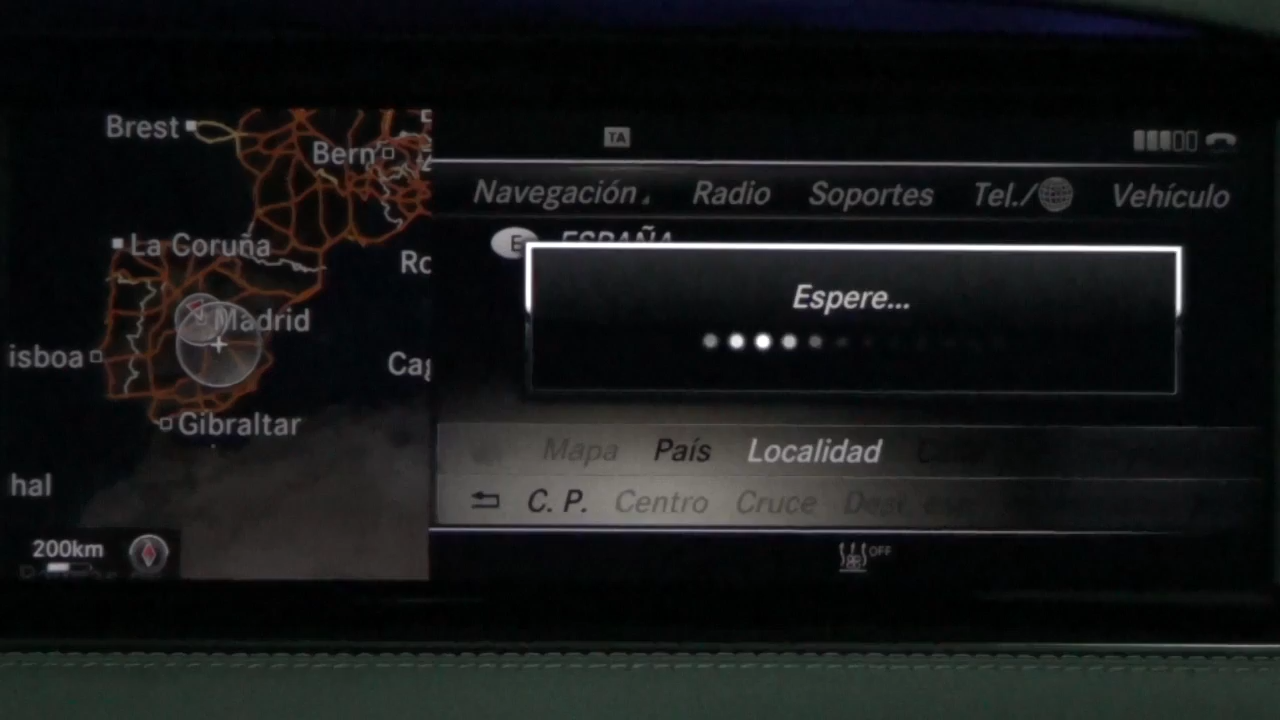 Brest
Bern
La Coruña
Madrid
isboa
Gibraltar
hal
200km
TA
Navegación Radio Soportes Tel./ Vehículo
E ESPAÑA
Espere...
Mapa País Localidad
C. P. Centro Cruce
OFF